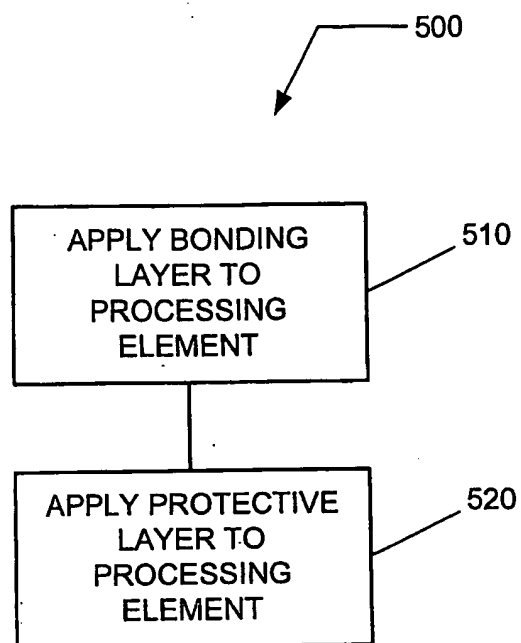 500
APPLY BONDING
LAYER TO
PROCESSING
ELEMENT
510
APPLY PROTECTIVE
LAYER TO
PROCESSING
ELEMENT
520